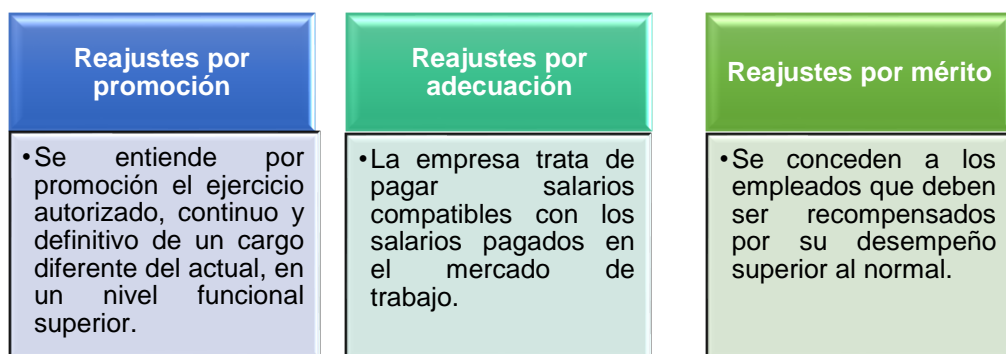 Reajustes por
promoción
•Se entiende por
promoción el ejercicio
autorizado, continuo y
definitivo de un cargo
diferente del actual, en
un nivel funcional
superior.
Reajustes por
adecuación
•La empresa trata de
pagar salarios
compatibles con los
salarios pagados en
el mercado de
trabajo.
Reajustes por mérito
•Se conceden a los
empleados que deben
ser recompensados
por su desempeño
superior al normal.